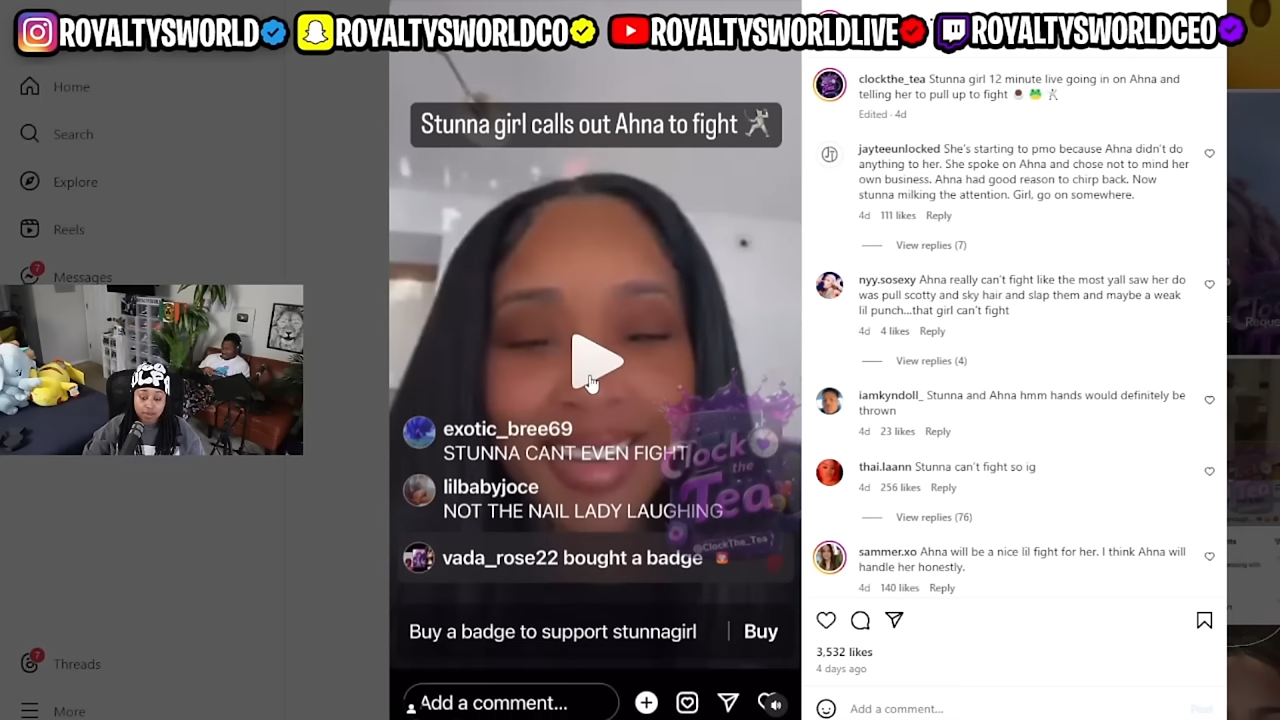 ROYALTYSWORLD
ROYALTYSWORLDCO
ROYALTYSWORLDLIVE
ROYALTYSWORLDCEO
Home
Search
Explore
Reels
7
Messages
7
Threads
More
Stunna girl calls out Ahna to fight
exotic_bree69
STUNNA CANT EVEN FIGHT
lilbabyjoce
NOT THE NAIL LADY LAUGHING
vada_rose22 bought a badge
Clock
the
Tea
@ClockThe_Tea
Buy a badge to support stunnagirl
Buy
Add a comment...
clockthe_tea Stunna girl 12 minute live going in on Ahna and
telling her to pull up to fight
Edited · 4d
jayteeunlocked She's starting to pmo because Ahna didn't do
anything to her. She spoke on Ahna and chose not to mind her
own business. Ahna had good reason to chirp back. Now
stunna milking the attention. Girl, go on somewhere.
4d 111 likes Reply
View replies (7)
nyy.sosexy Ahna really can't fight like the most yall saw her do
was pull scotty and sky hair and slap them and maybe a weak
lil punch...that girl can't fight
4d 4 likes Reply
View replies (4)
iamkyndoll_ Stunna and Ahna hmm hands would definitely be
thrown
4d 23 likes Reply
thai.laann Stunna can't fight so ig
4d 256 likes Reply
View replies (76)
sammer.xo Ahna will be a nice lil fight for her. I think Ahna will
handle her honestly.
4d 140 likes Reply
3,532 likes
4 days ago
Add a comment...
Post